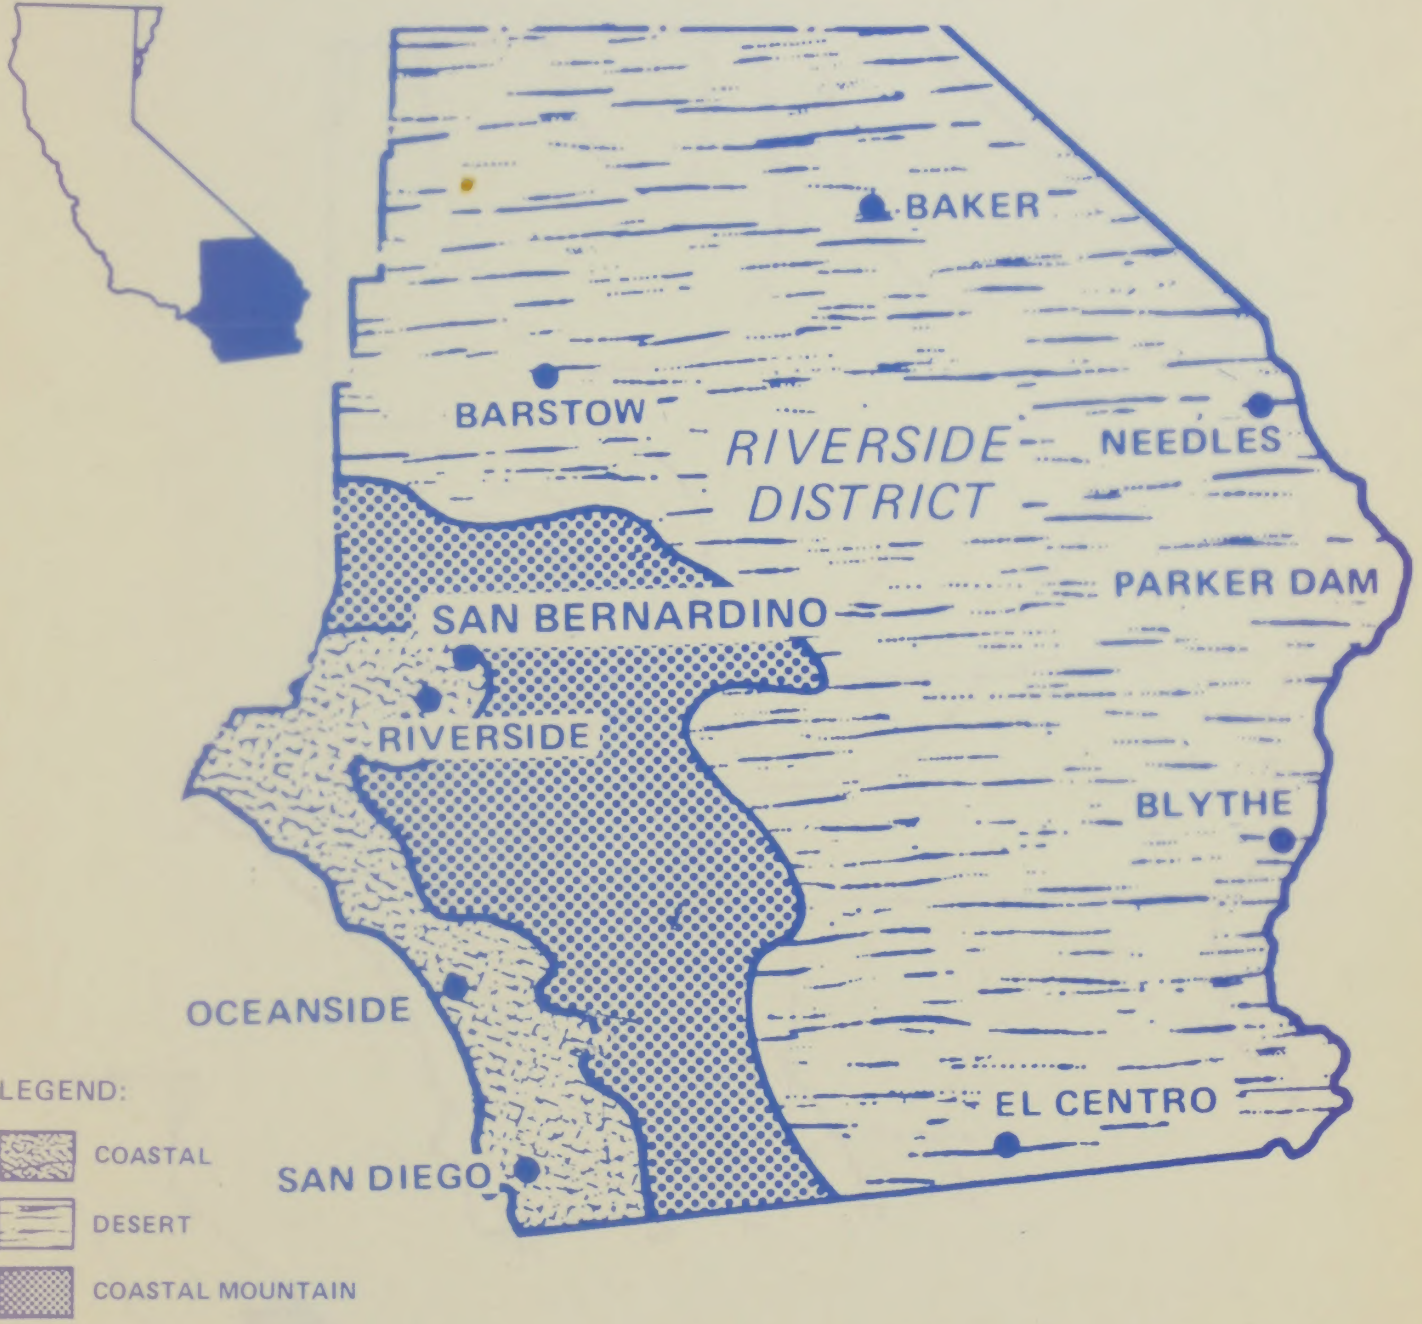 BAKER
BARSTOW
RIVERSIDE
DISTRICT
NEEDLES
PARKER DAM
SAN BERNARDINO
RIVERSIDE
BLYTHE
OCEANSIDE
EL CENTRO
SAN DIEGO
LEGEND:
COASTAL
DESERT
COASTAL MOUNTAIN